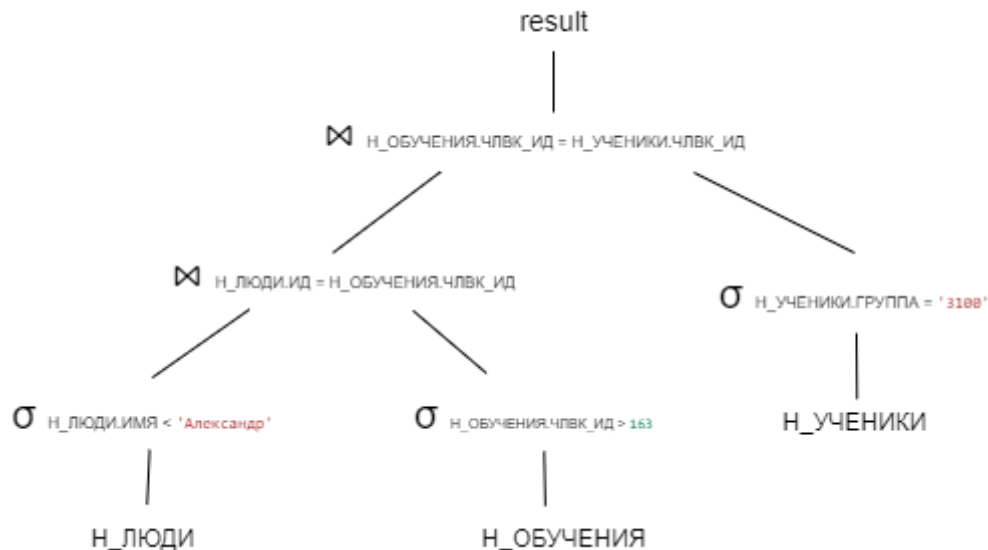 result
⋈ Н_ОБУЧЕНИЯ.ЧЛВК_ИД = Н_УЧЕНИКИ.ЧЛВК_ИД
⋈ Н_ЛЮДИ.ИД = Н_ОБУЧЕНИЯ.ЧЛВК_ИД
σ Н_УЧЕНИКИ.ГРУППА = '3100'
σ Н_ЛЮДИ.ИМЯ < 'Александр'
σ Н_ОБУЧЕНИЯ.ЧЛВК_ИД > 163
Н_УЧЕНИКИ
Н_ЛЮДИ
Н_ОБУЧЕНИЯ